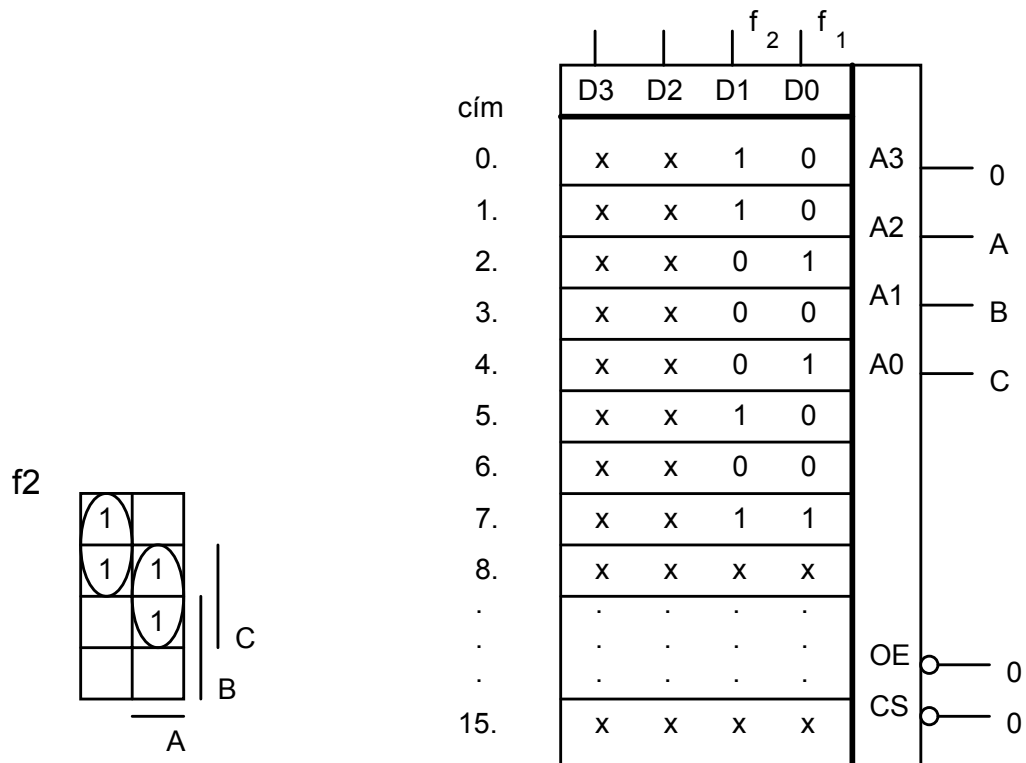 f 2 f 1
D3 D2 D1 D0
cím
0. x x 1 0 A3 0
1. x x 1 0 A2 A
2. x x 0 1
3. x x 0 0 A1 B
4. x x 0 1 A0 C
5. x x 1 0
6. x x 0 0
7. x x 1 1
8. x x x x
. . . . .
. . . . . OE 0
. . . . .
15. x x x x CS 0
f2
1
1 1
1
C
B
A